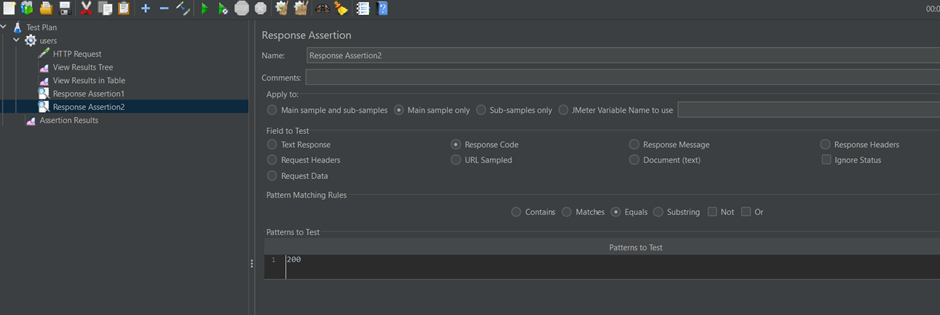 00:0
Test Plan
users
HTTP Request
View Results Tree
View Results in Table
Response Assertion1
Response Assertion2
Assertion Results
Response Assertion
Name: Response Assertion2
Comments:
Apply to:
Main sample and sub-samples Main sample only Sub-samples only JMeter Variable Name to use
Field to Test
Text Response Response Code Response Message Response Headers
Request Headers URL Sampled Document (text) Ignore Status
Request Data
Pattern Matching Rules
Contains Matches Equals Substring Not Or
Patterns to Test
Patterns to Test
1 200